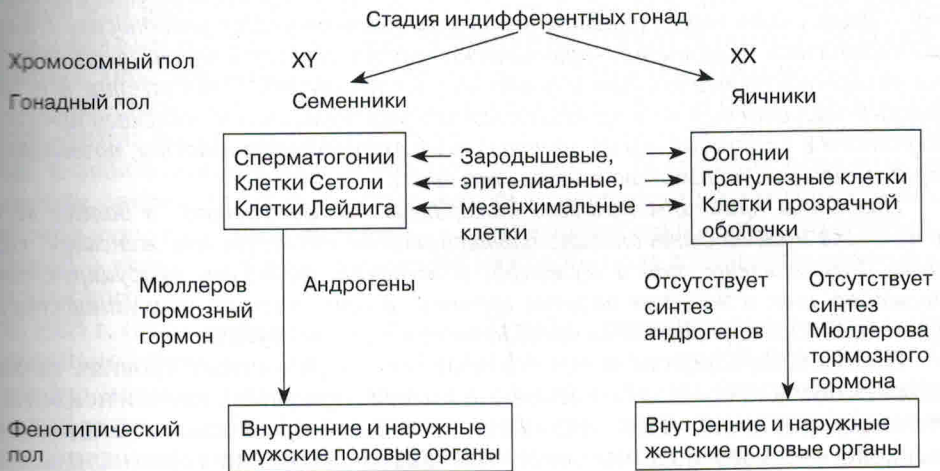 Стадия индифферентных гонад
Хромосомный пол XY XX
Гонадный пол Семенники Яичники
Сперматогонии Зародышевые, Оогонии
Клетки Сетоли эпителиальные, Гранулезные клетки
Клетки Лейдига мезанхимальные Клетки прозрачной
клетки оболочки
Мюллеров Андрогены
тормозный
гормон
Отсутствует
синтез
андрогенов
Отсутствует
синтез
Мюллерова
тормозного
гормона
Фенотипический
пол
Внутренние и наружные
мужские половые органы
Внутренние и наружные
женские половые органы